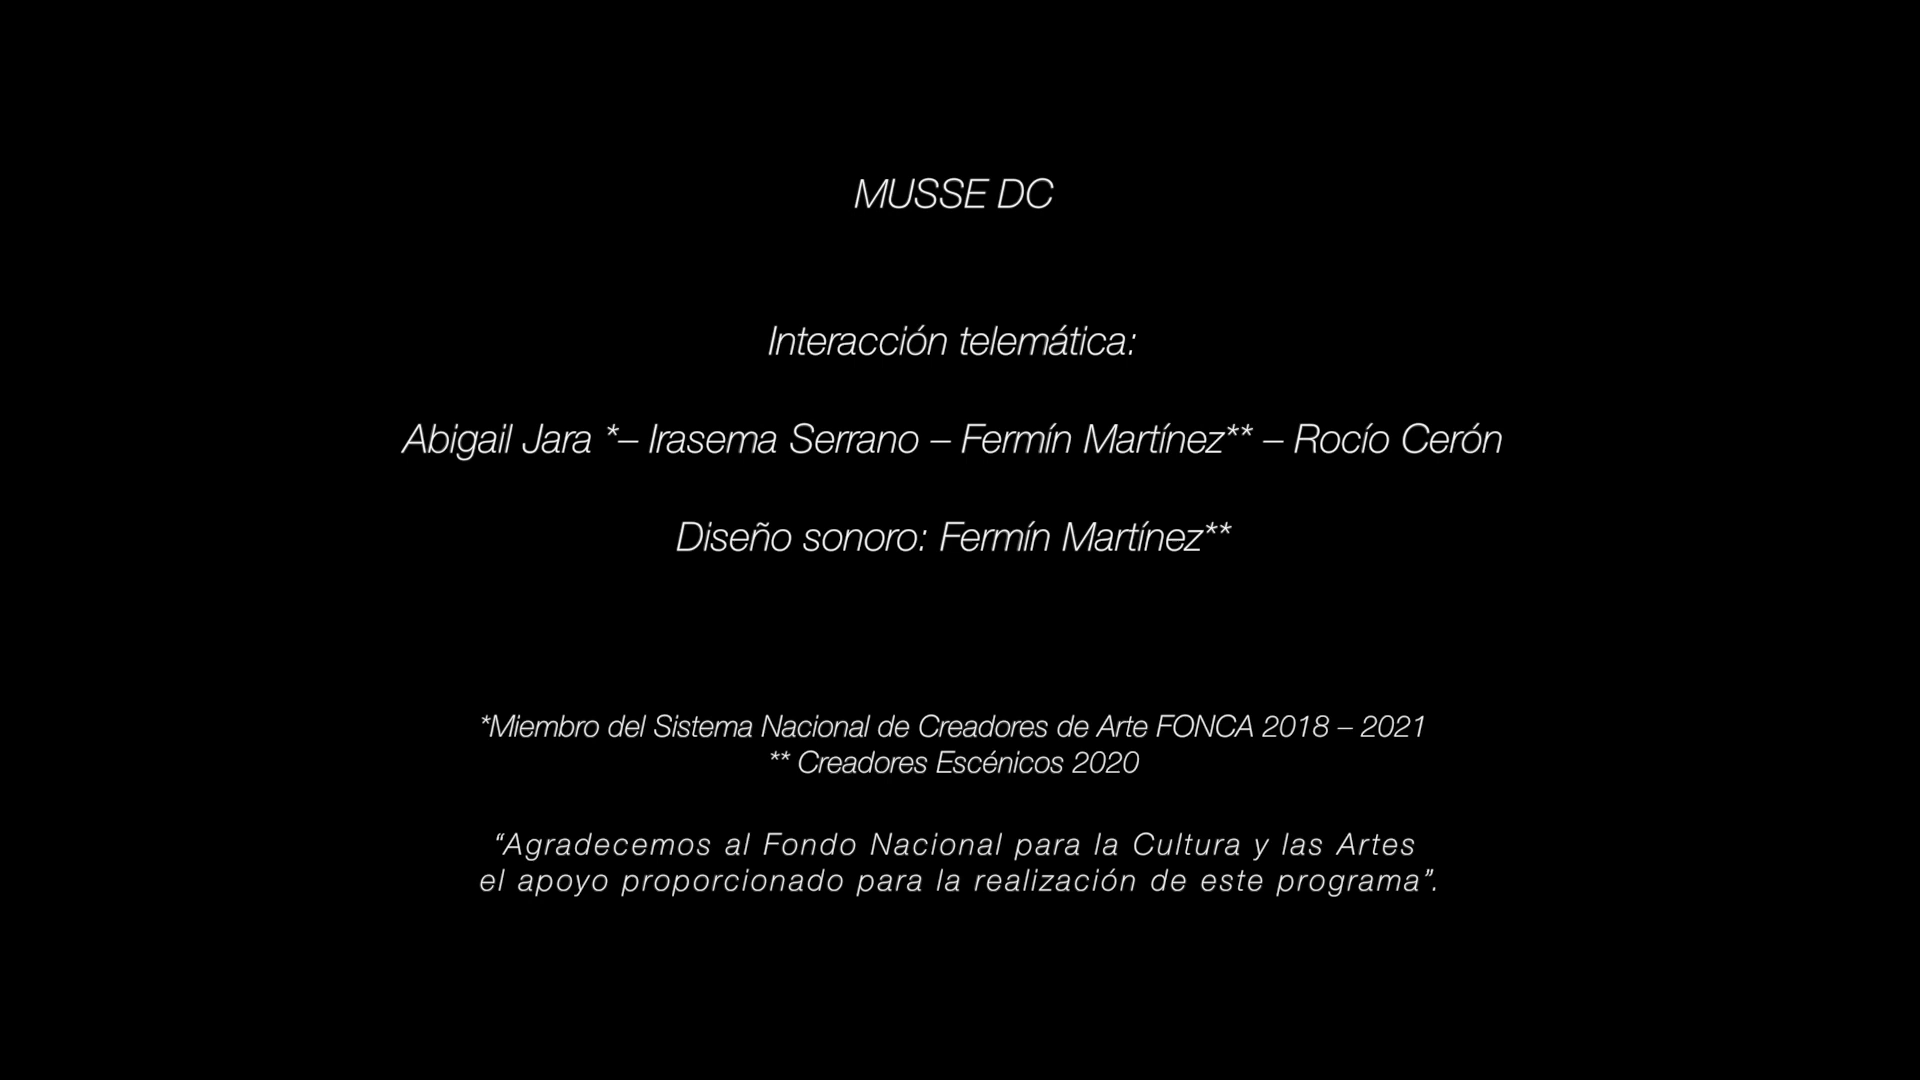 MUSSE DC
Interacción telemática:
Abigail Jara *– Irasema Serrano – Fermín Martínez** – Rocío Cerón
Diseño sonoro: Fermín Martínez**
*Miembro del Sistema Nacional de Creadores de Arte FONCA 2018 – 2021
** Creadores Escénicos 2020
“Agradecemos al Fondo Nacional para la Cultura y las Artes
el apoyo proporcionado para la realización de este programa”.